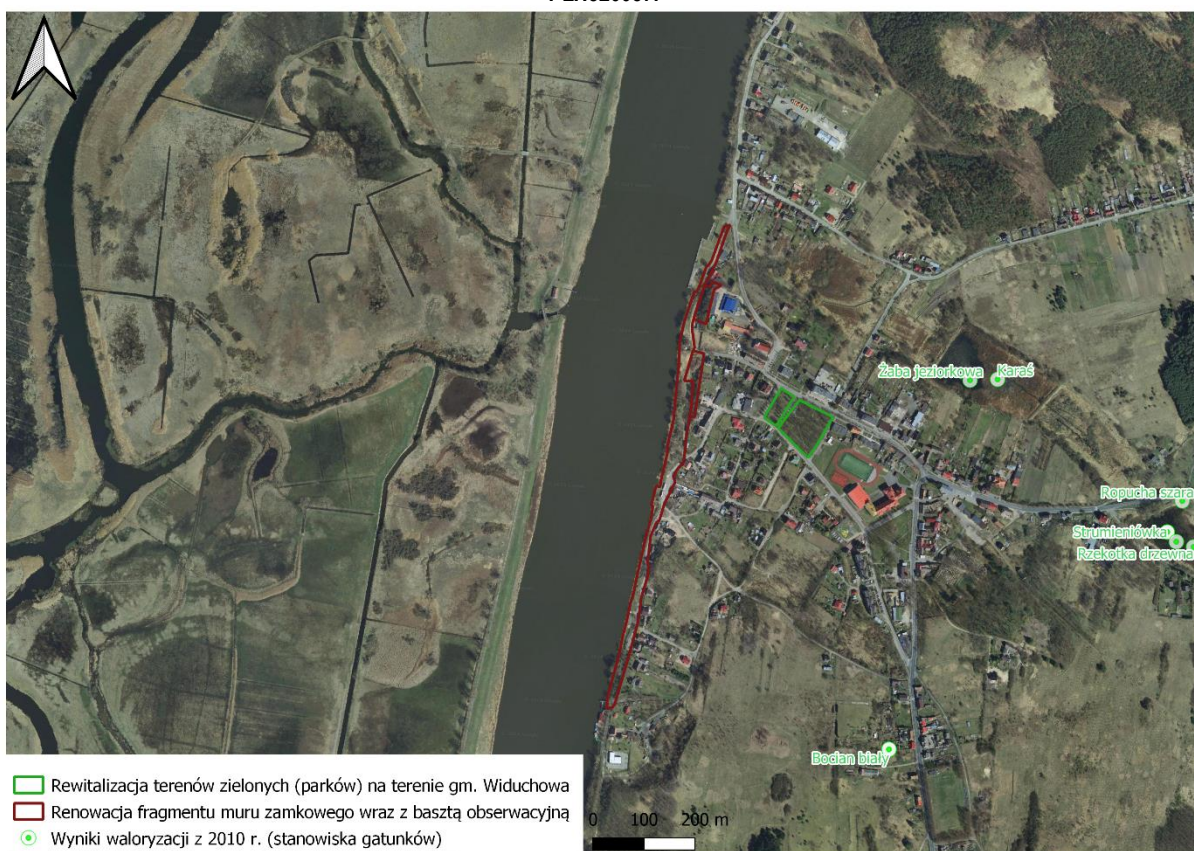 Żaba jeziorkowa
Karaś
Ropucha szara
Strumieniówka
Rzekotka drzewna
Bocian biały
Rewitalizacja terenów zielonych (parków) na terenie gm. Widuchowa
Renowacja fragmentu muru zamkowego wraz z basztą obserwacyjną
Wyniki waloryzacji z 2010 r. (stanowiska gatunków)
0 100 200 m